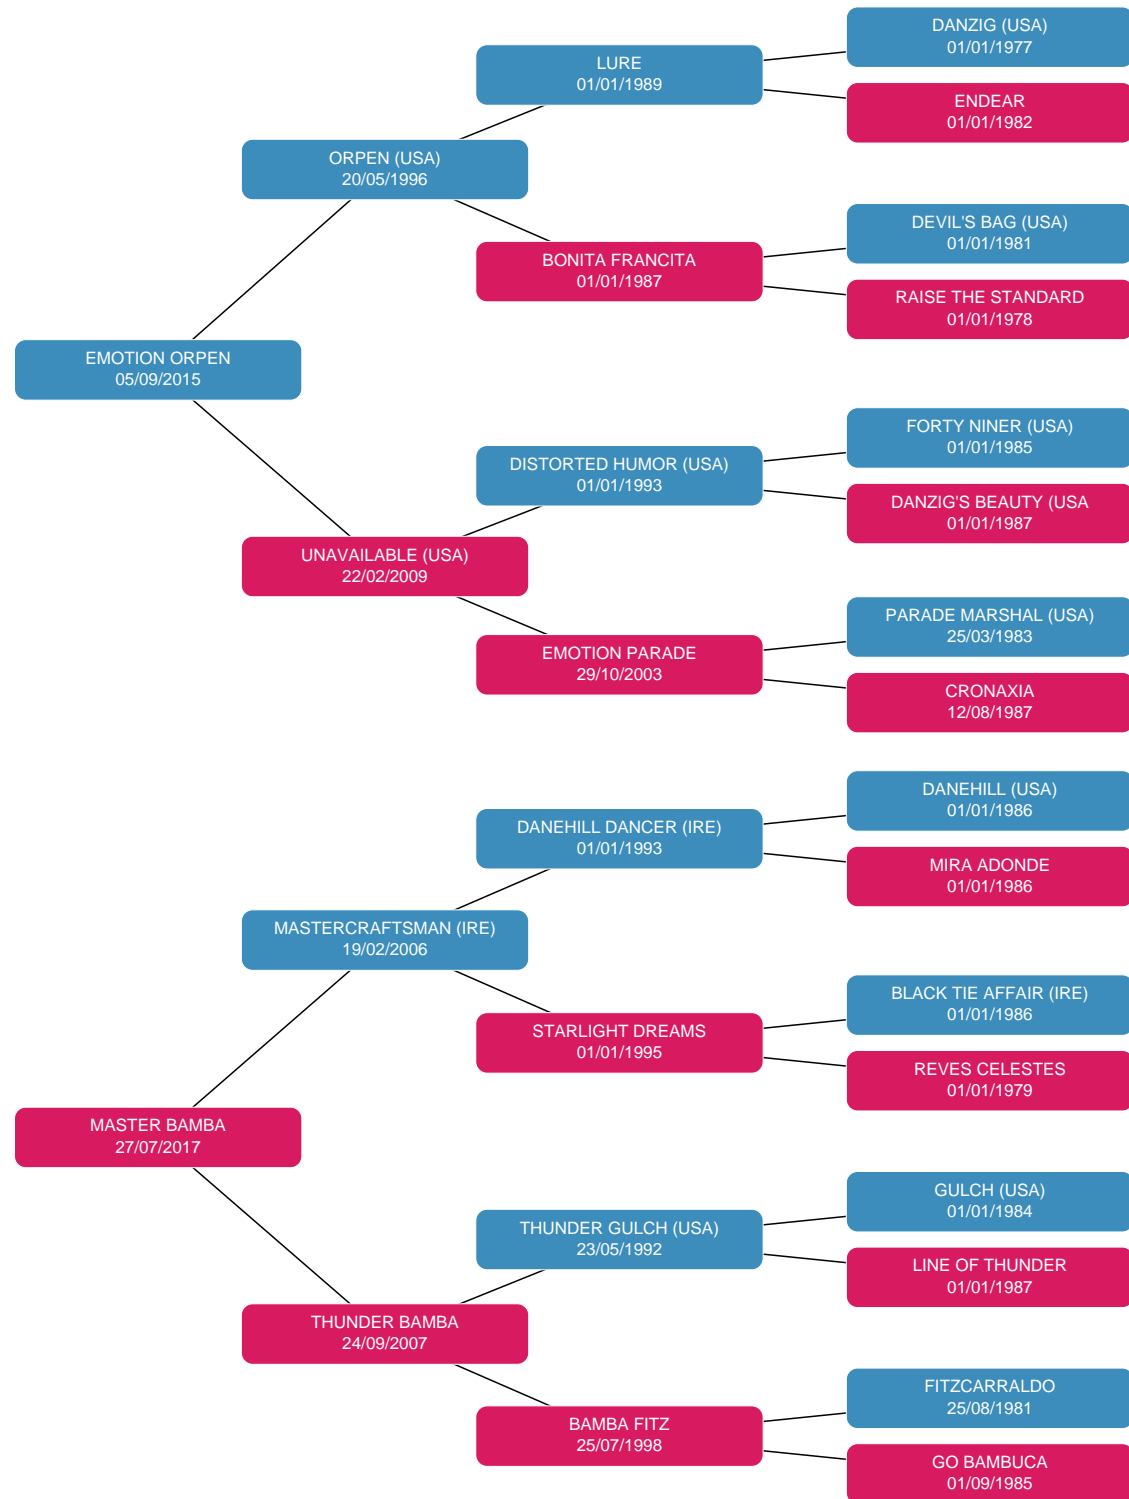 DANZIG (USA)
01/01/1977
LURE
01/01/1989
ENDEAR
01/01/1982
ORPEN (USA)
20/05/1996
DEVIL'S BAG (USA)
01/01/1981
BONITA FRANCITA
01/01/1987
RAISE THE STANDARD
01/01/1978
EMOTION ORPEN
05/09/2015
FORTY NINER (USA)
01/01/1985
DISTORTED HUMOR (USA)
01/01/1993
DANZIG'S BEAUTY (USA
01/01/1987
UNAVAILABLE (USA)
22/02/2009
PARADE MARSHAL (USA)
25/03/1983
EMOTION PARADE
29/10/2003
CRONAXIA
12/08/1987
DANEHILL (USA)
01/01/1986
DANEHILL DANCER (IRE)
01/01/1993
MIRA ADONDE
01/01/1986
MASTERCRAFTSMAN (IRE)
19/02/2006
BLACK TIE AFFAIR (IRE)
01/01/1986
STARLIGHT DREAMS
01/01/1995
REVES CELESTES
01/01/1979
MASTER BAMBA
27/07/2017
GULCH (USA)
01/01/1984
THUNDER GULCH (USA)
23/05/1992
LINE OF THUNDER
01/01/1987
THUNDER BAMBA
24/09/2007
FITZCARRALDO
25/08/1981
BAMBA FITZ
25/07/1998
GO BAMBUCA
01/09/1985